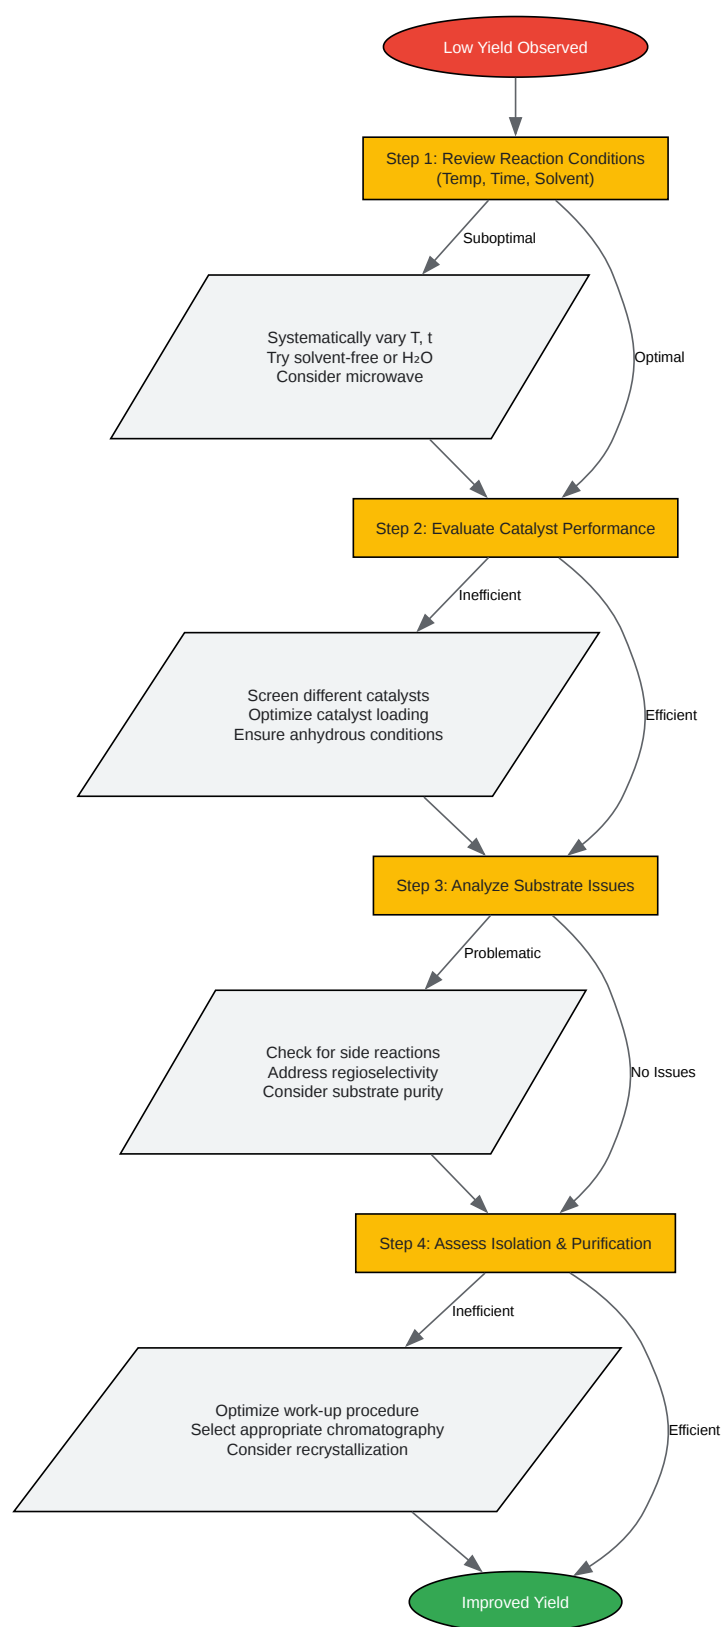 Low Yield Observed
Step 1: Review Reaction Conditions
(Temp, Time, Solvent)
Suboptimal
Systematically vary T, t
Try solvent-free or H₂O
Consider microwave
Optimal
Step 2: Evaluate Catalyst Performance
Inefficient
Screen different catalysts
Optimize catalyst loading
Ensure anhydrous conditions
Efficient
Step 3: Analyze Substrate Issues
Problematic
Check for side reactions
Address regioselectivity
Consider substrate purity
No Issues
Step 4: Assess Isolation & Purification
Inefficient
Optimize work-up procedure
Select appropriate chromatography
Consider recrystallization
Efficient
Improved Yield